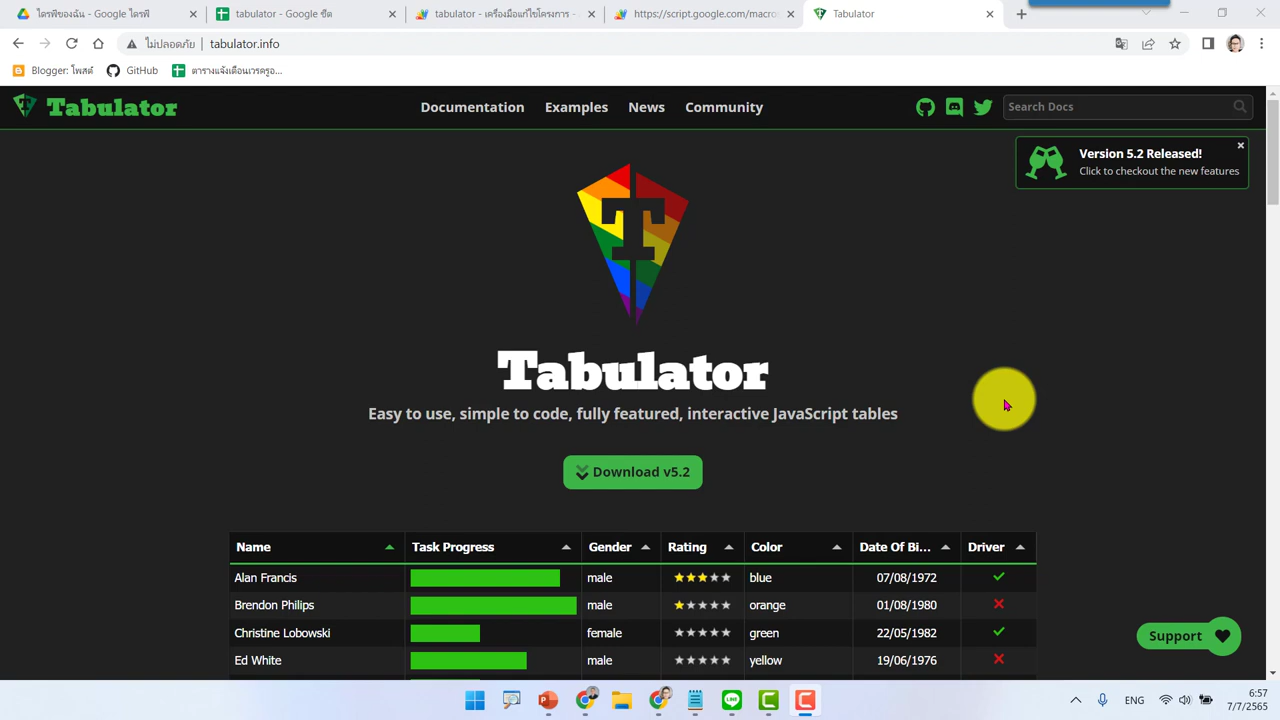 ไดรฟ์ของฉัน - Google ไดรฟ์
tabulator - Google ชีต
tabulator - เครื่องมือแก้ไขโครงการ -
https://script.google.com/macro
Tabulator
ไม่ปลอดภัย
tabulator.info
Blogger: โพสต์
GitHub
ตารางแจ้งเตือนเวรครูอ...
Tabulator
Documentation
Examples
News
Community
Search Docs
Version 5.2 Released!
Click to checkout the new features
T
Tabulator
Easy to use, simple to code, fully featured, interactive JavaScript tables
Download v5.2
Name Task Progress Gender Rating Color Date Of Bi... Driver
Alan Francis male blue 07/08/1972
Brendon Philips male orange 01/08/1980
Christine Lobowski female green 22/05/1982
Ed White male yellow 19/06/1976
Support
ENG
6:57
7/7/2565